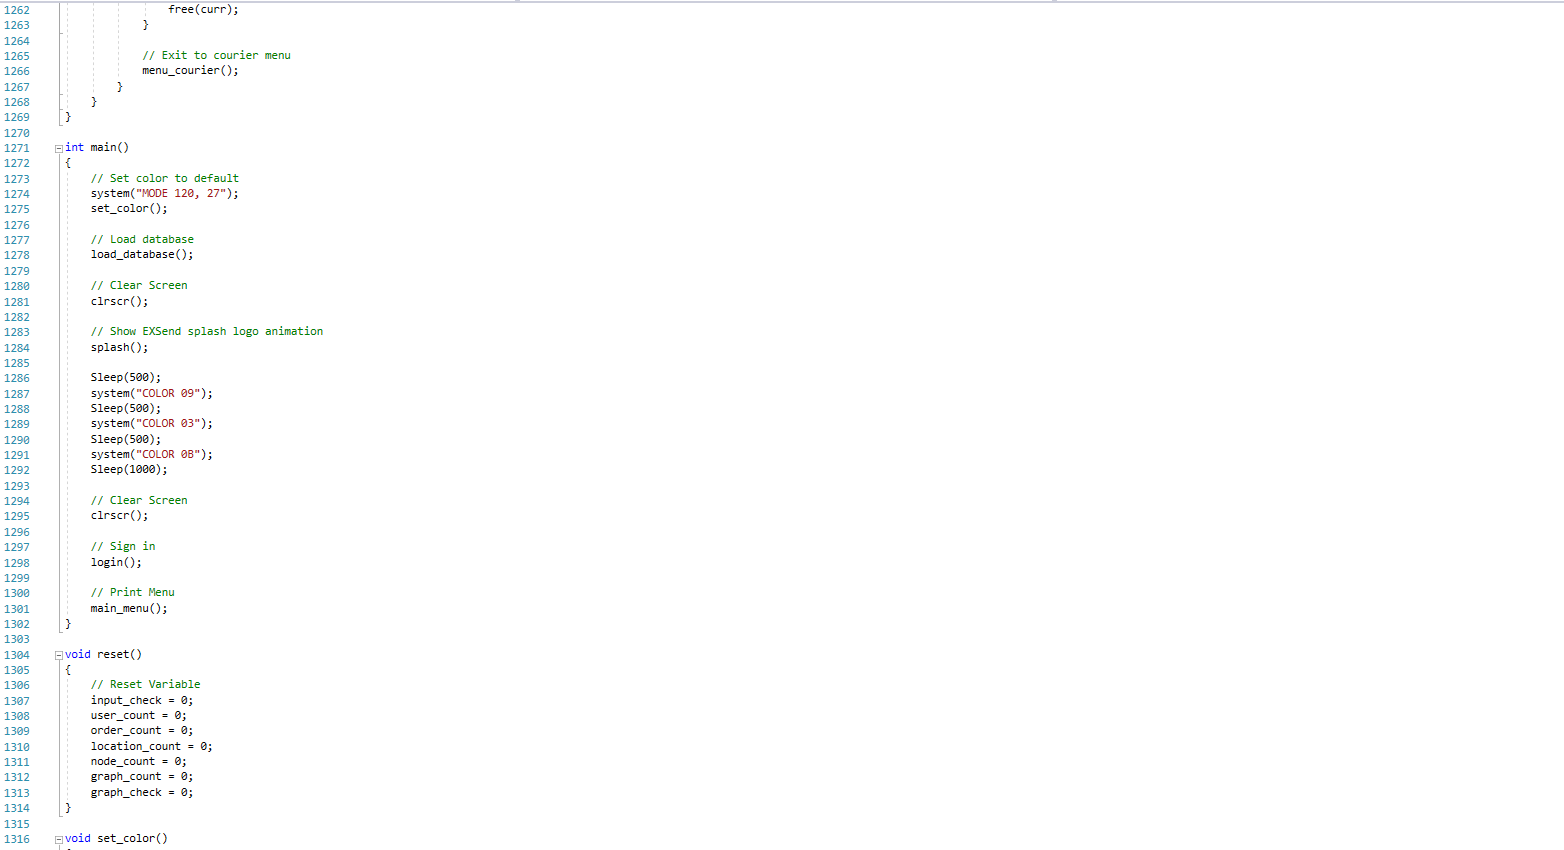 1262 free(curr);
1263 }
1264
1265 // Exit to courier menu
1266 menu_courier();
1267 }
1268 }
1269 }
1270
1271 int main()
1272 {
1273 // Set color to default
1274 system("MODE 120, 27");
1275 set_color();
1276
1277 // Load database
1278 load_database();
1279
1280 // Clear Screen
1281 clrscr();
1282
1283 // Show EXSend splash logo animation
1284 splash();
1285
1286 Sleep(500);
1287 system("COLOR 09");
1288 Sleep(500);
1289 system("COLOR 03");
1290 Sleep(500);
1291 system("COLOR 0B");
1292 Sleep(1000);
1293
1294 // Clear Screen
1295 clrscr();
1296
1297 // Sign in
1298 login();
1299
1300 // Print Menu
1301 main_menu();
1302 }
1303
1304 void reset()
1305 {
1306 // Reset Variable
1307 input_check = 0;
1308 user_count = 0;
1309 order_count = 0;
1310 location_count = 0;
1311 node_count = 0;
1312 graph_count = 0;
1313 graph_check = 0;
1314 }
1315
1316 void set_color()